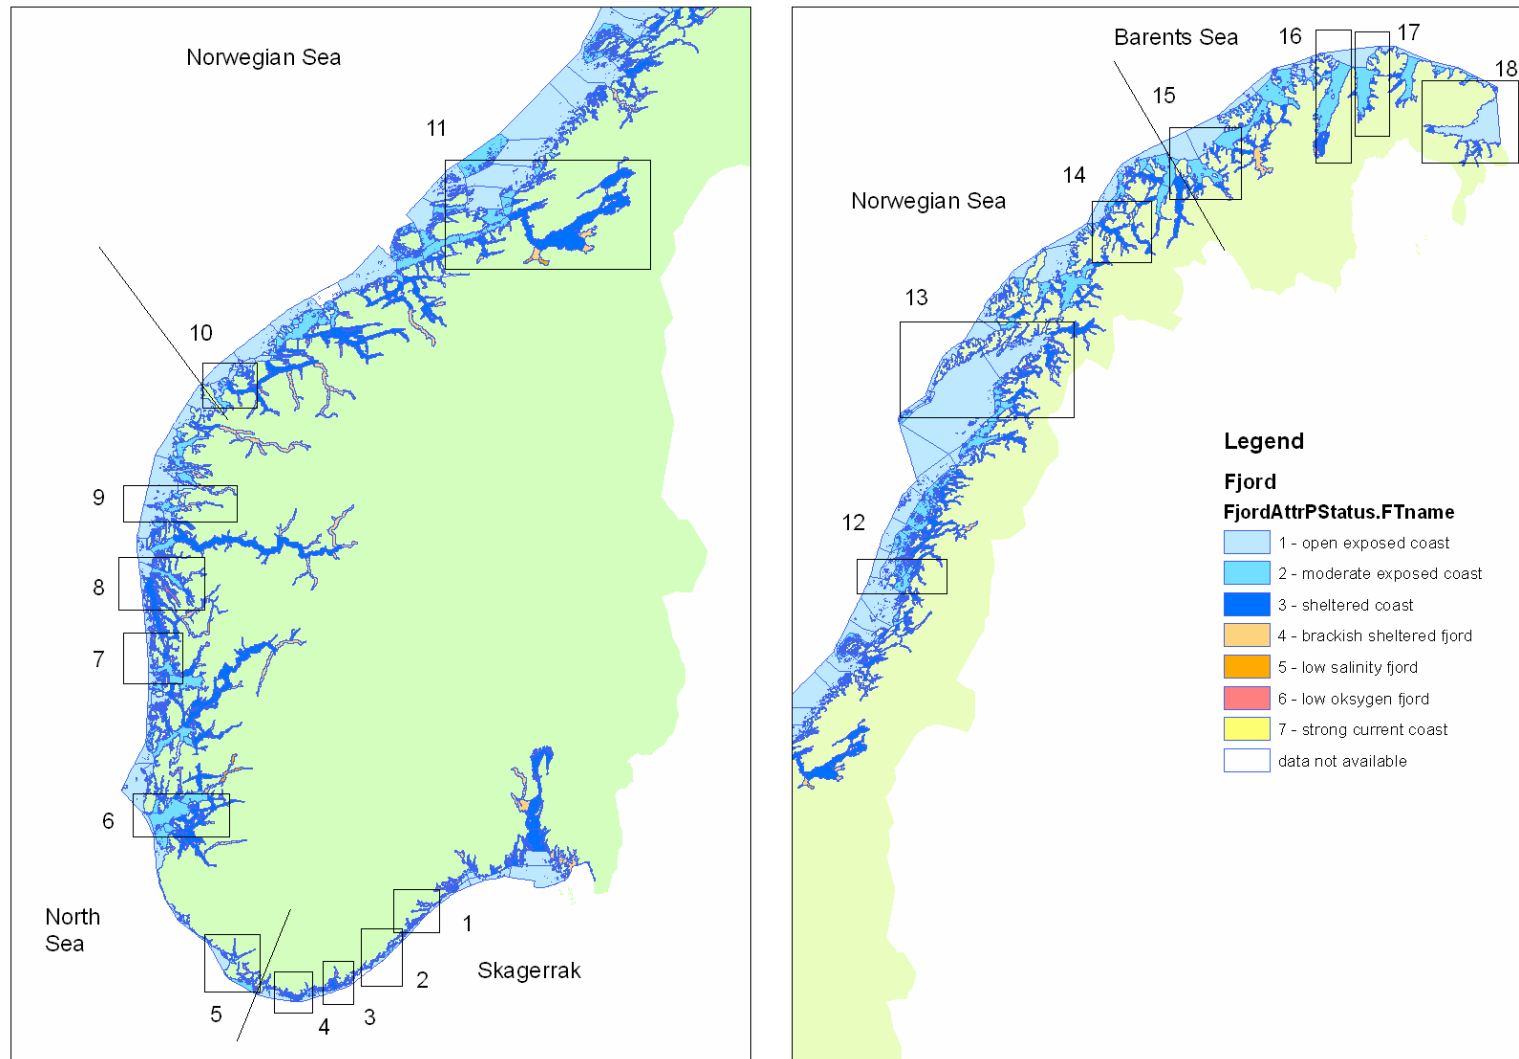 Norwegian Sea
11
10
9
8
7
6
North
Sea
5
4
3
2
1
Skagerrak
Barents Sea
16
17
18
15
14
Norwegian Sea
13
12
Legend
Fjord
FjordAttrPStatus.FTname
1 - open exposed coast
2 - moderate exposed coast
3 - sheltered coast
4 - brackish sheltered fjord
5 - low salinity fjord
6 - low oksygen fjord
7 - strong current coast
data not available